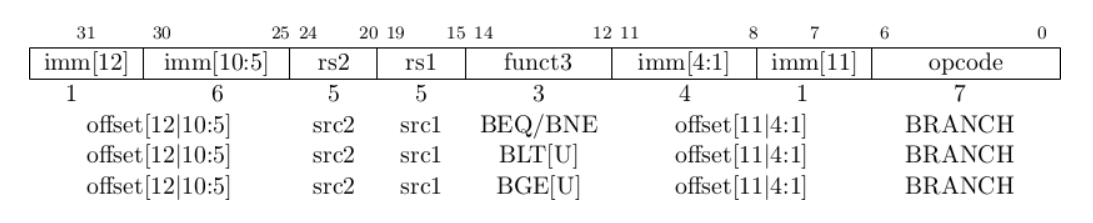 31 30 25 24 20 19 15 14 12 11 8 7 6 0
imm[12] imm[10:5] rs2 rs1 funct3 imm[4:1] imm[11] opcode
1 6 5 5 3 4 1 7
offset[12|10:5] src2 src1 BEQ/BNE offset[11|4:1] BRANCH
offset[12|10:5] src2 src1 BLT[U] offset[11|4:1] BRANCH
offset[12|10:5] src2 src1 BGE[U] offset[11|4:1] BRANCH